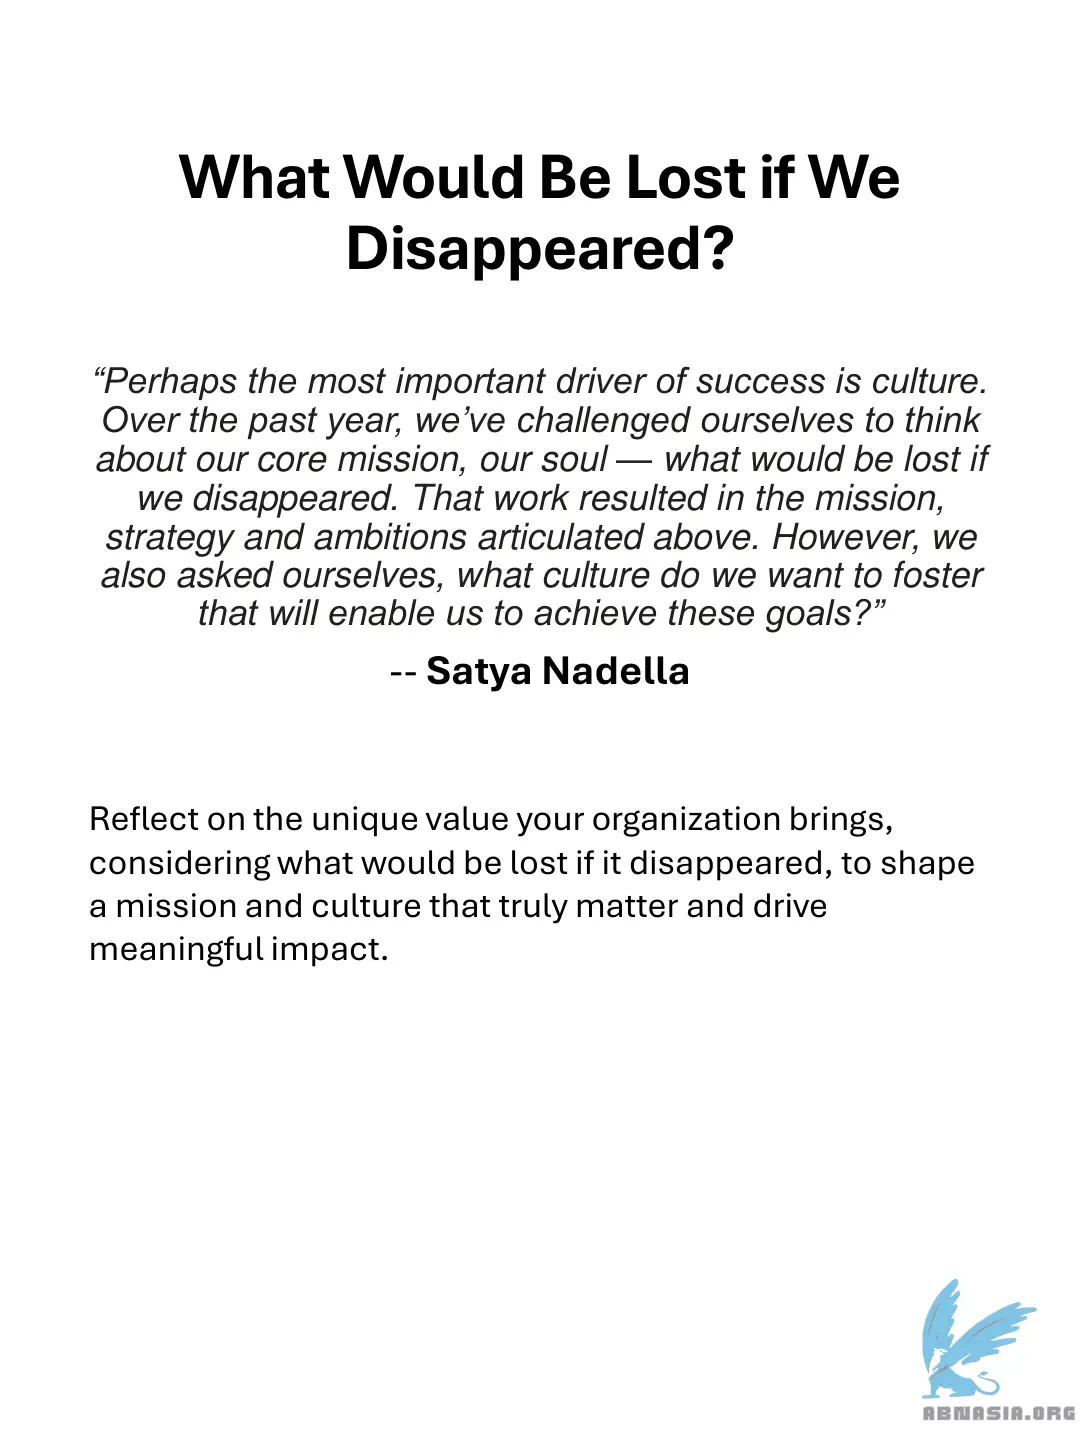 What Would Be Lost if We
Disappeared?
“Perhaps the most important driver of success is culture.
Over the past year, we’ve challenged ourselves to think
about our core mission, our soul — what would be lost if
we disappeared. That work resulted in the mission,
strategy and ambitions articulated above. However, we
also asked ourselves, what culture do we want to foster
that will enable us to achieve these goals?”
-- Satya Nadella
Reflect on the unique value your organization brings,
considering what would be lost if it disappeared, to shape
a mission and culture that truly matter and drive
meaningful impact.
ABNASIA.ORG